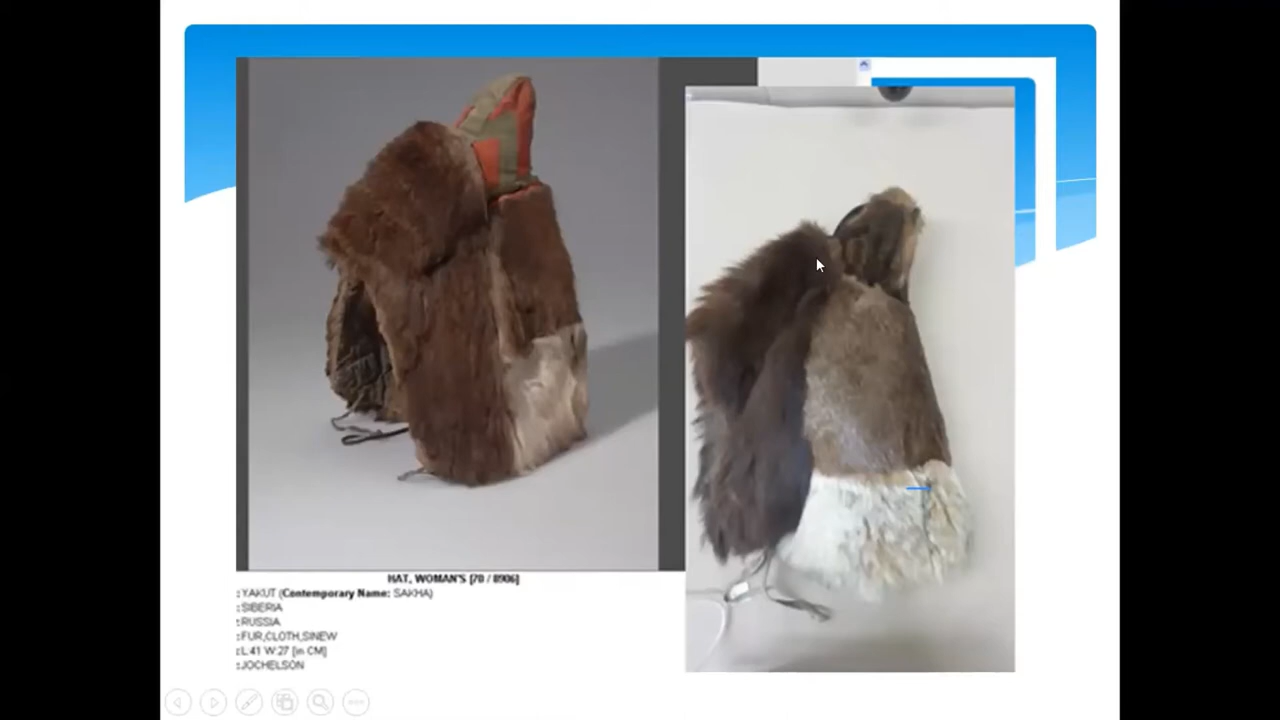 HAT, WOMAN'S [70 / 8906]
:YAKUT (Contemporary Name: SAKHA)
:SIBERIA
:RUSSIA
:FUR,CLOTH,SINEW
:L:41 W:27 [in CM]
:JOCHELSON